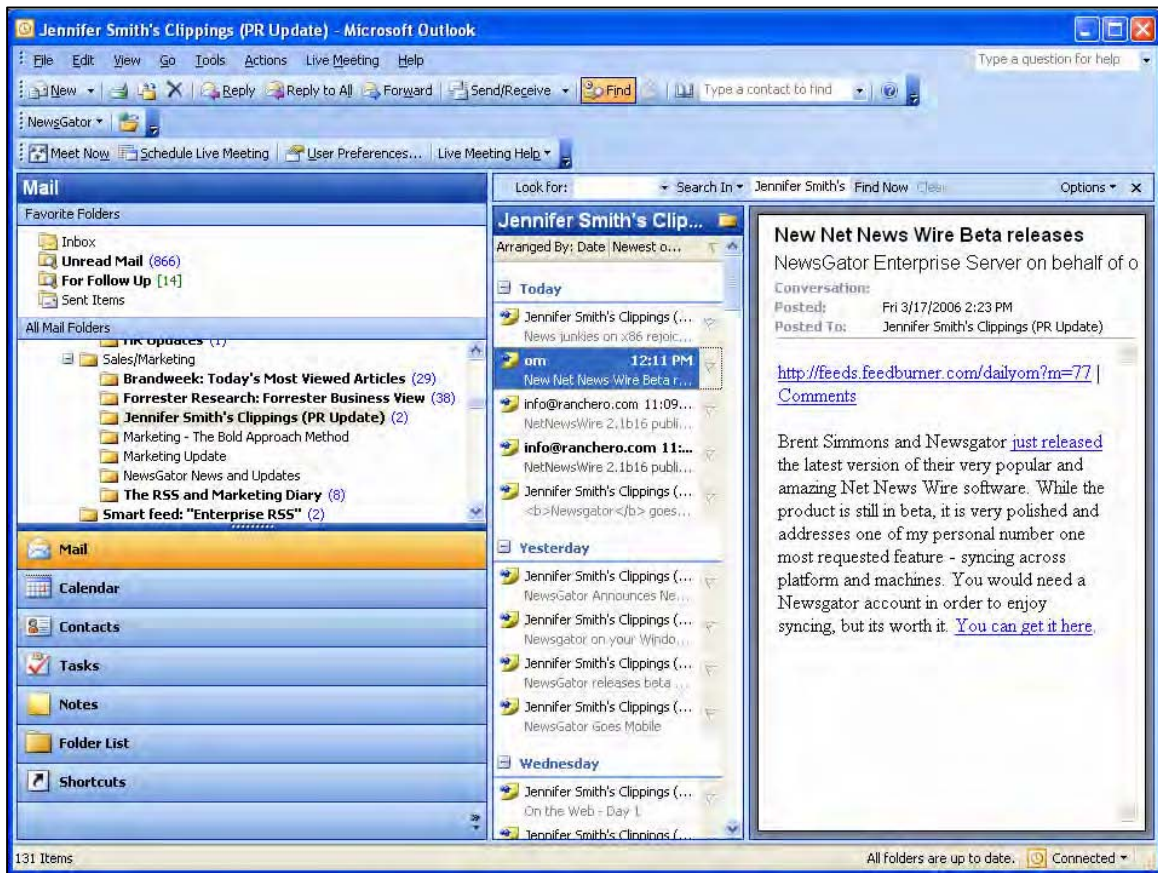 Jennifer Smith's Clippings (PR Update) - Microsoft Outlook
File Edit View Go Tools Actions Live Meeting Help Type a question for help
New Reply Reply to All Forward Send/Receive Find Type a contact to find
NewsGator
Meet Now Schedule Live Meeting User Preferences... Live Meeting Help
Mail
Favorite Folders
Inbox
Unread Mail (866)
For Follow Up [14]
Sent Items
All Mail Folders
HR Updates (1)
Sales/Marketing
Brandweek: Today's Most Viewed Articles (29)
Forrester Research: Forrester Business View (38)
Jennifer Smith's Clippings (PR Update) (2)
Marketing - The Bold Approach Method
Marketing Update
NewsGator News and Updates
The RSS and Marketing Diary (8)
Smart feed: "Enterprise RSS" (2)
Mail
Calendar
Contacts
Tasks
Notes
Folder List
Shortcuts
Look for: Search In Jennifer Smith's Find Now Clear Options x
Jennifer Smith's Clip...
Arranged By: Date Newest o...
Today
Jennifer Smith's Clippings (...
News junkies on x86 rejoic...
om 12:11 PM
New Net News Wire Beta r...
info@ranchero.com 11:09...
NetNewsWire 2.1b16 publi...
info@ranchero.com 11:...
NetNewsWire 2.1b16 publi...
Jennifer Smith's Clippings (...
<b>Newsgator</b> goes...
Yesterday
Jennifer Smith's Clippings (...
NewsGator Announces Ne...
Jennifer Smith's Clippings (...
Newsgator on your Windo...
Jennifer Smith's Clippings (...
NewsGator releases beta ...
Jennifer Smith's Clippings (...
NewsGator Goes Mobile
Wednesday
Jennifer Smith's Clippings (...
On the Web - Day 1
Jennifer Smith's Clippings (...
New Net News Wire Beta releases
NewsGator Enterprise Server on behalf of o
Conversation:
Posted: Fri 3/17/2006 2:23 PM
Posted To: Jennifer Smith's Clippings (PR Update)
http://feeds.feedburner.com/dailyom?m=77 |
Comments
Brent Simmons and Newsgator just released
the latest version of their very popular and
amazing Net News Wire software. While the
product is still in beta, it is very polished and
addresses one of my personal number one
most requested feature - syncing across
platform and machines. You would need a
Newsgator account in order to enjoy
syncing, but its worth it. You can get it here.
131 Items All folders are up to date. Connected